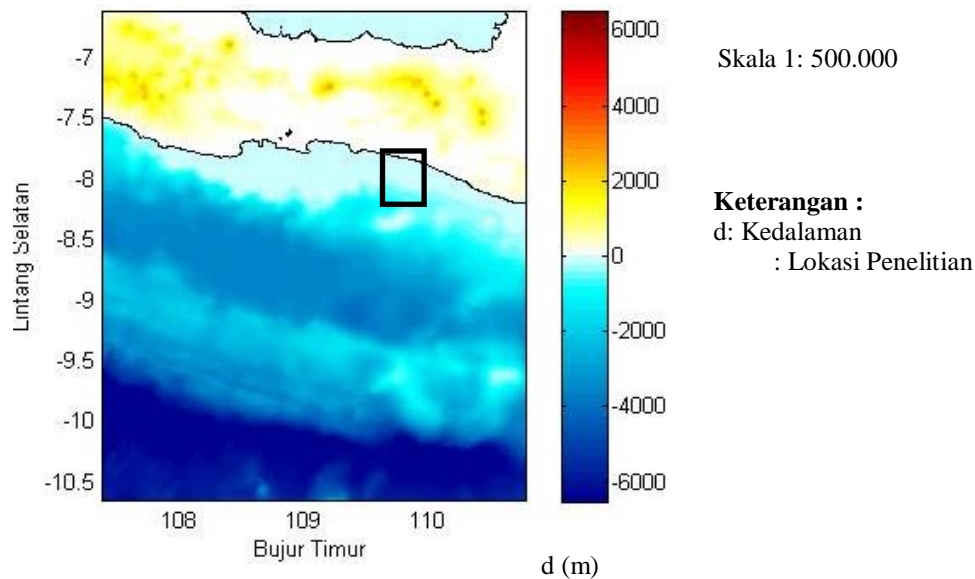 -7
-7.5
-8
-8.5
-9
-9.5
-10
-10.5
Lintang Selatan
108 109 110
Bujur Timur
6000
4000
2000
0
-2000
-4000
-6000
d (m)
Skala 1: 500.000
Keterangan :
d: Kedalaman
: Lokasi Penelitian